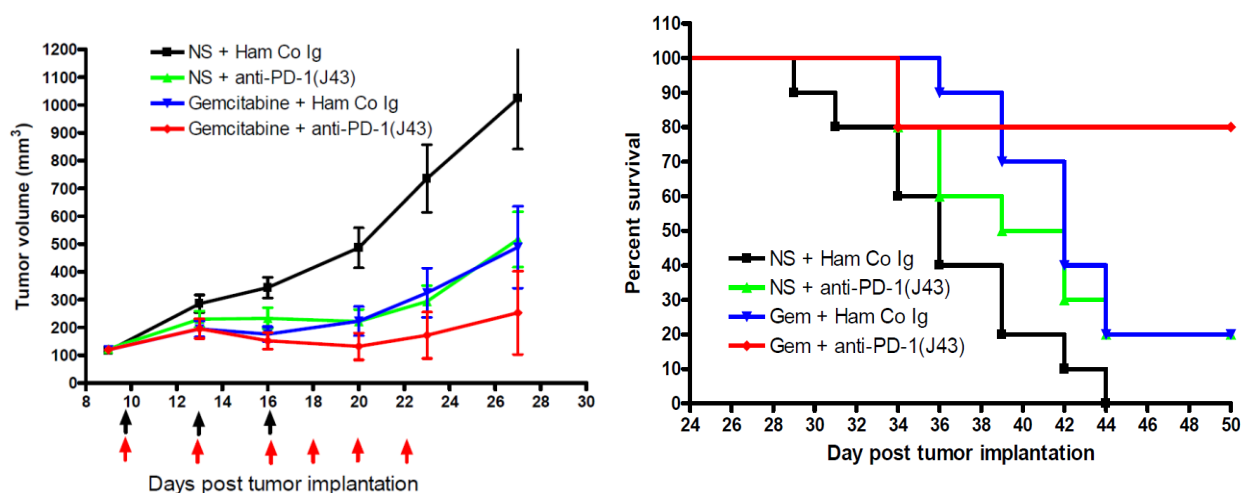 NS + Ham Co Ig
NS + anti-PD-1(J43)
Gemcitabine + Ham Co Ig
Gemcitabine + anti-PD-1(J43)
Tumor volume (mm³)
1200
1100
1000
900
800
700
600
500
400
300
200
100
0
8 10 12 14 16 18 20 22 24 26 28 30
Days post tumor implantation
110
100
90
80
70
60
50
40
30
20
10
0
Percent survival
NS + Ham Co Ig
NS + anti-PD-1(J43)
Gem + Ham Co Ig
Gem + anti-PD-1(J43)
24 26 28 30 32 34 36 38 40 42 44 46 48 50
Day post tumor implantation